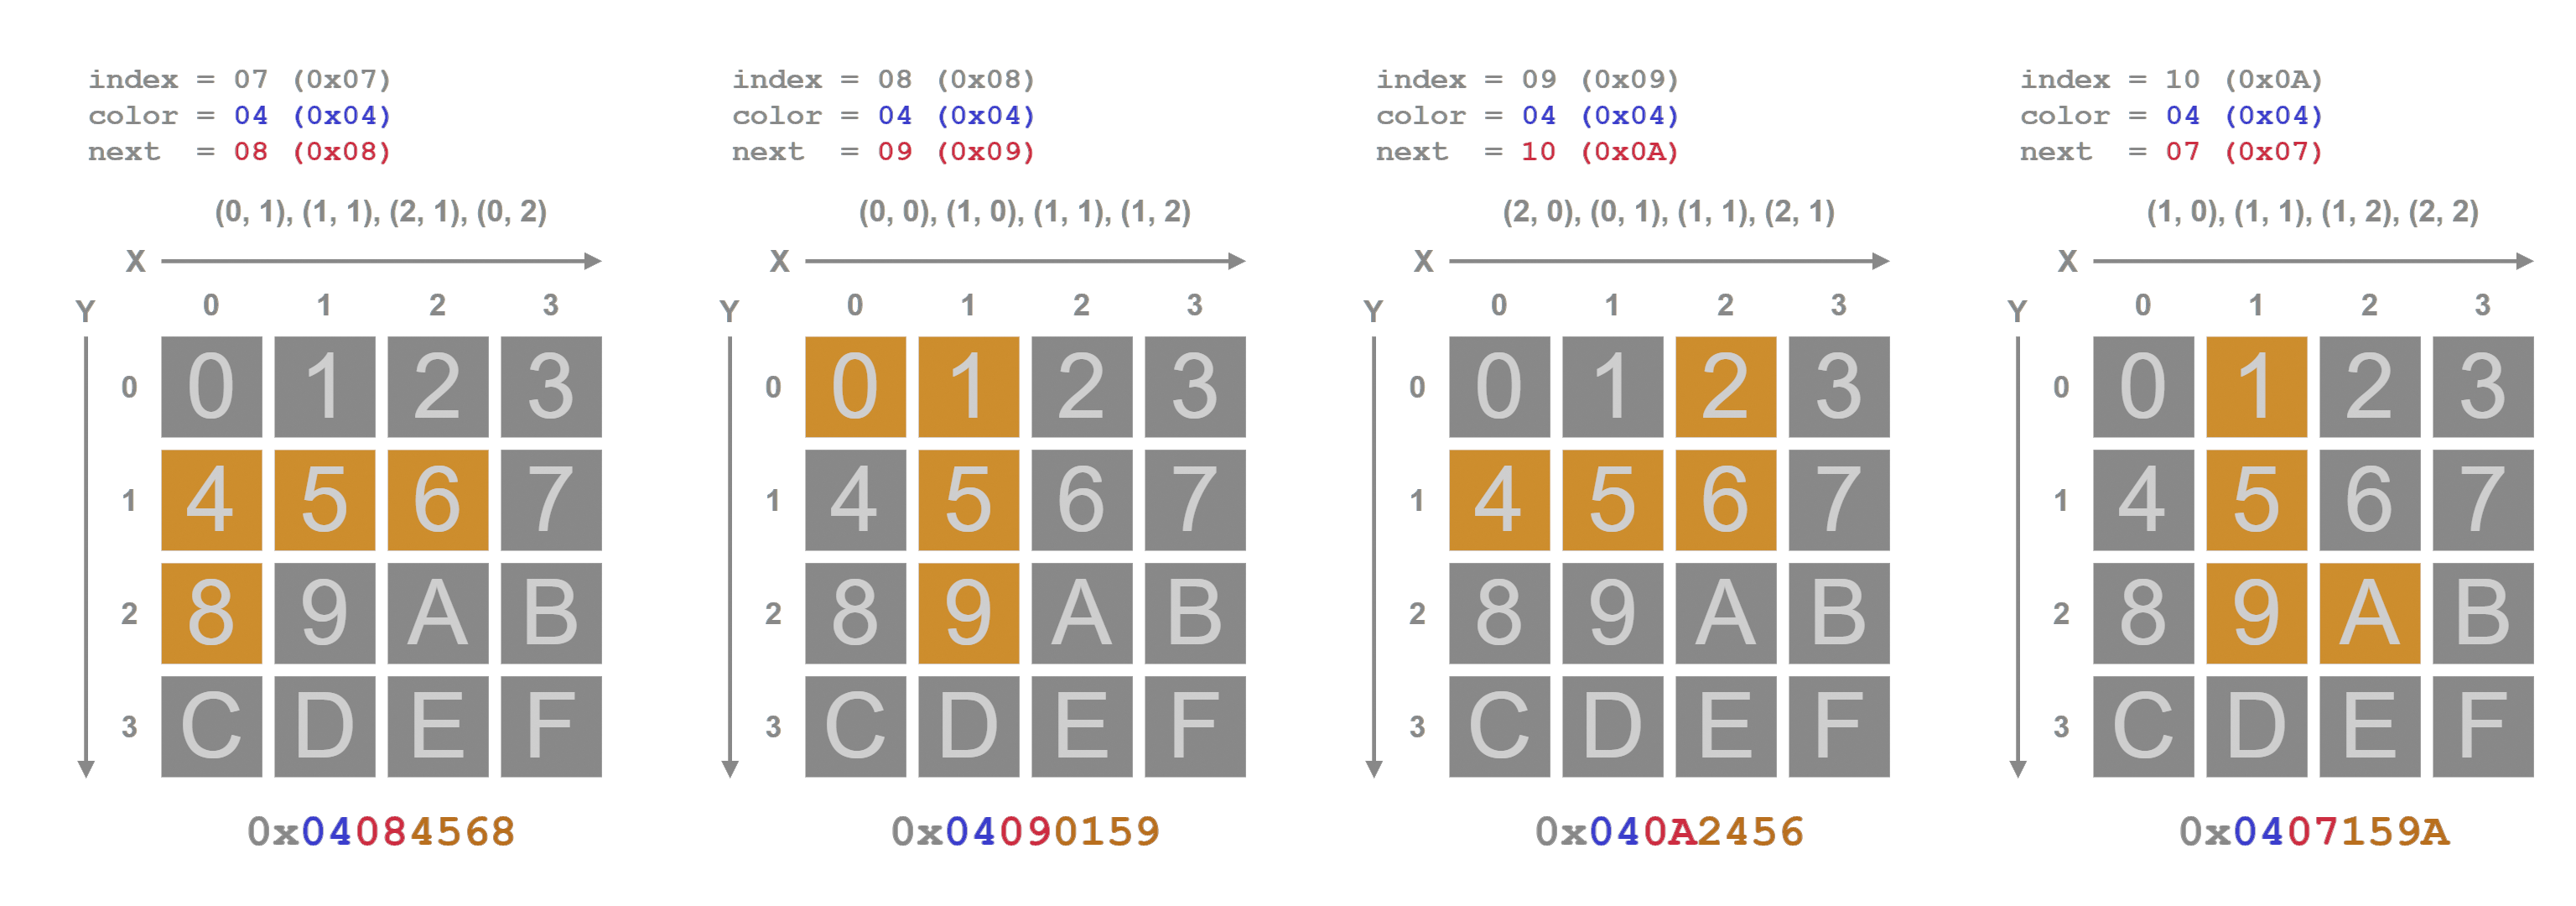 index = 07 (0x07)
color = 04 (0x04)
next  = 08 (0x08)
(0, 1), (1, 1), (2, 1), (0, 2)
X
Y 0 1 2 3
0 0 1 2 3
1 4 5 6 7
2 8 9 A B
3 C D E F
0x04084568
index = 08 (0x08)
color = 04 (0x04)
next  = 09 (0x09)
(0, 0), (1, 0), (1, 1), (1, 2)
X
Y 0 1 2 3
0 0 1 2 3
1 4 5 6 7
2 8 9 A B
3 C D E F
0x04090159
index = 09 (0x09)
color = 04 (0x04)
next  = 10 (0x0A)
(2, 0), (0, 1), (1, 1), (2, 1)
X
Y 0 1 2 3
0 0 1 2 3
1 4 5 6 7
2 8 9 A B
3 C D E F
0x040A2456
index = 10 (0x0A)
color = 04 (0x04)
next  = 07 (0x07)
(1, 0), (1, 1), (1, 2), (2, 2)
X
Y 0 1 2 3
0 0 1 2 3
1 4 5 6 7
2 8 9 A B
3 C D E F
0x0407159A